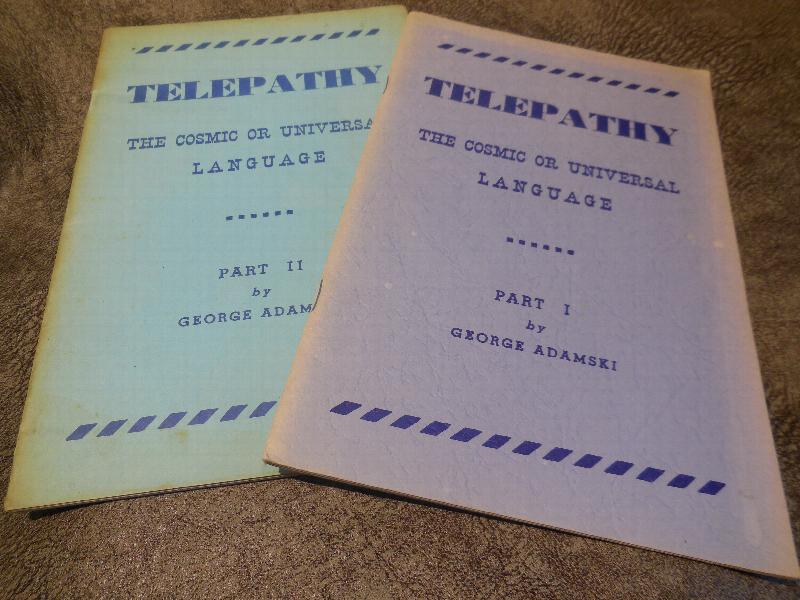 TELEPATHY
THE COSMIC OR UNIVERSA
LANGUAGE
PART II
by
GEORGE ADAM
TELEPATHY
THE COSMIC OR UNIVERSAL
LANGUAGE
PART I
by
GEORGE ADAMSKI